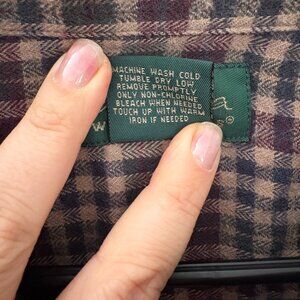 MACHINE WASH COLD
TUMBLE DRY LOW
REMOVE PROMPTLY
ONLY NON-CHLORINE
BLEACH WHEN NEEDED
TOUCH UP WITH WARM
IRON IF NEEDED